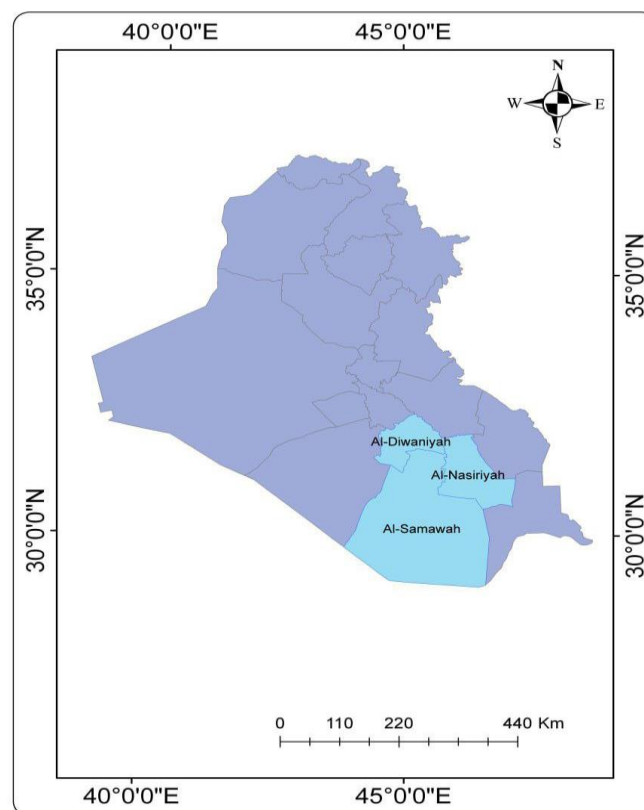 40°0'0"E 45°0'0"E
N
W E
S
35°0'0"N 35°0'0"N
Al-Diwaniyah
Al-Nasiriyah
Al-Samawah
30°0'0"N 30°0'0"N
0 110 220 440 Km
40°0'0"E 45°0'0"E